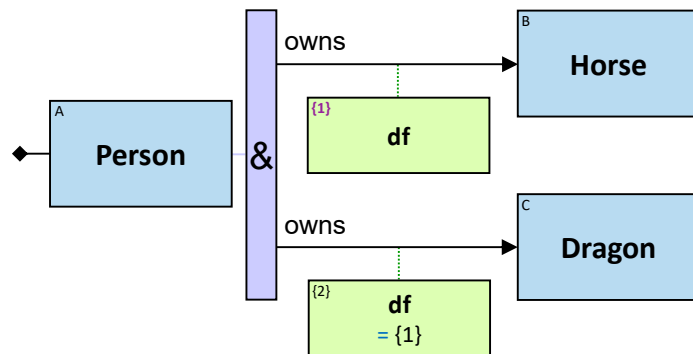 owns
B
Horse
{1}
df
A
Person
&
owns
C
Dragon
{2}
df
= {1}